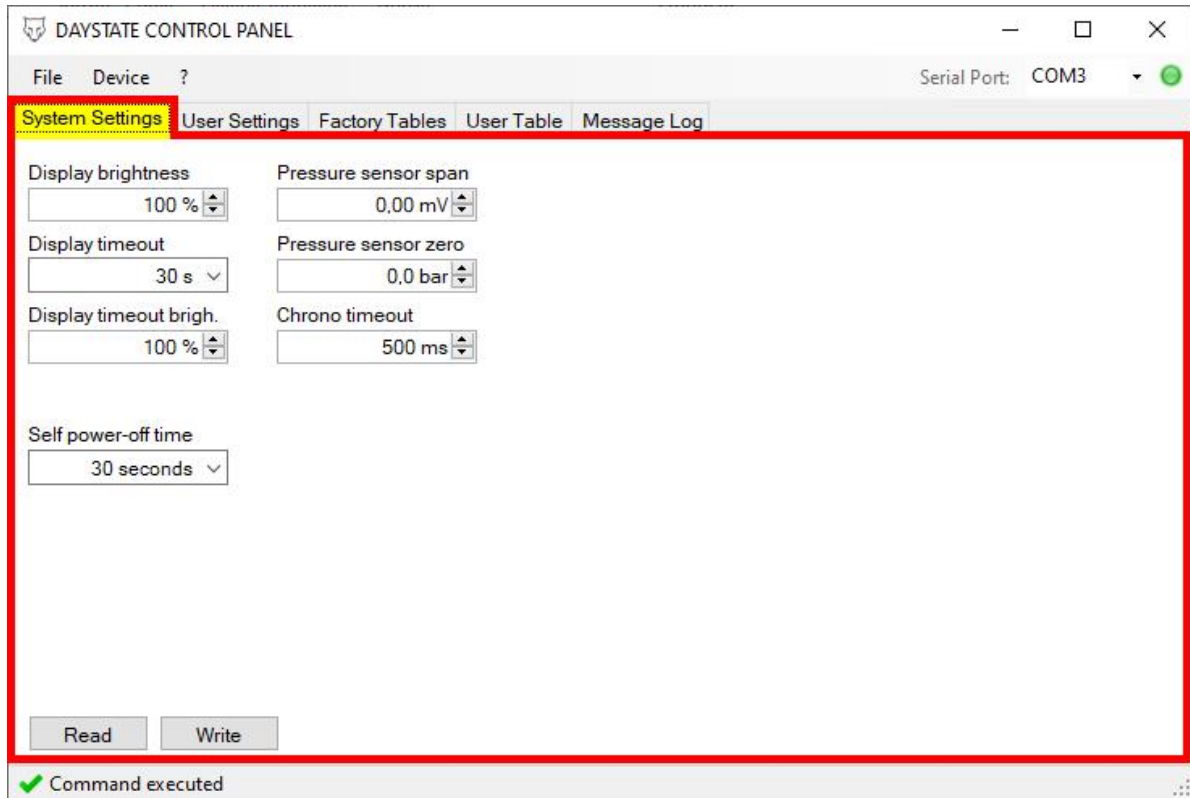 DAYSTATE CONTROL PANEL
File Device ? Serial Port: COM3
System Settings User Settings Factory Tables User Table Message Log
Display brightness Pressure sensor span
100 % 0,00 mV
Display timeout Pressure sensor zero
30 s 0,0 bar
Display timeout brigh. Chrono timeout
100 % 500 ms
Self power-off time
30 seconds
Read Write
Command executed